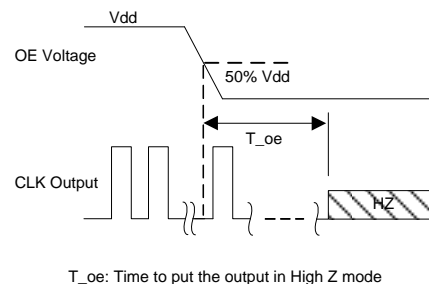 Vdd
OE Voltage
50% Vdd
T_oe
CLK Output
HZ
T_oe: Time to put the output in High Z mode